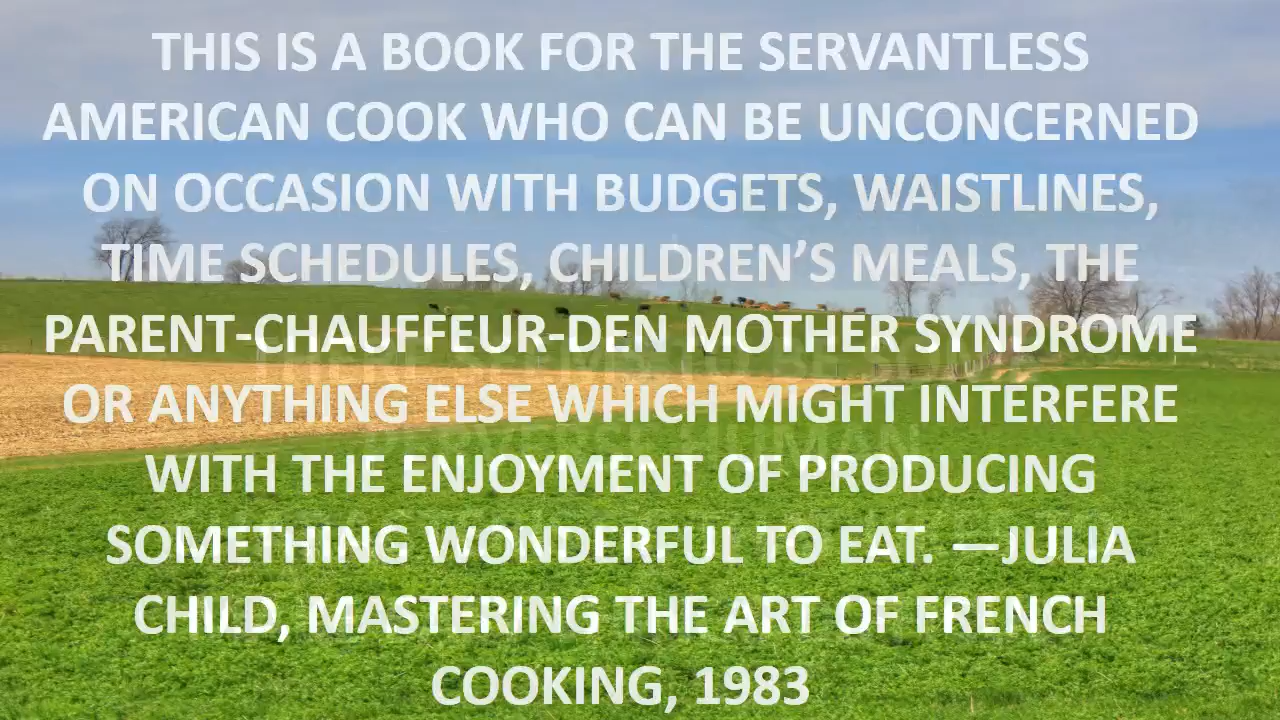 THIS IS A BOOK FOR THE SERVANTLESS
AMERICAN COOK WHO CAN BE UNCONCERNED
ON OCCASION WITH BUDGETS, WAISTLINES,
TIME SCHEDULES, CHILDREN’S MEALS, THE
PARENT-CHAUFFEUR-DEN MOTHER SYNDROME
OR ANYTHING ELSE WHICH MIGHT INTERFERE
WITH THE ENJOYMENT OF PRODUCING
SOMETHING WONDERFUL TO EAT. —JULIA
CHILD, MASTERING THE ART OF FRENCH
COOKING, 1983